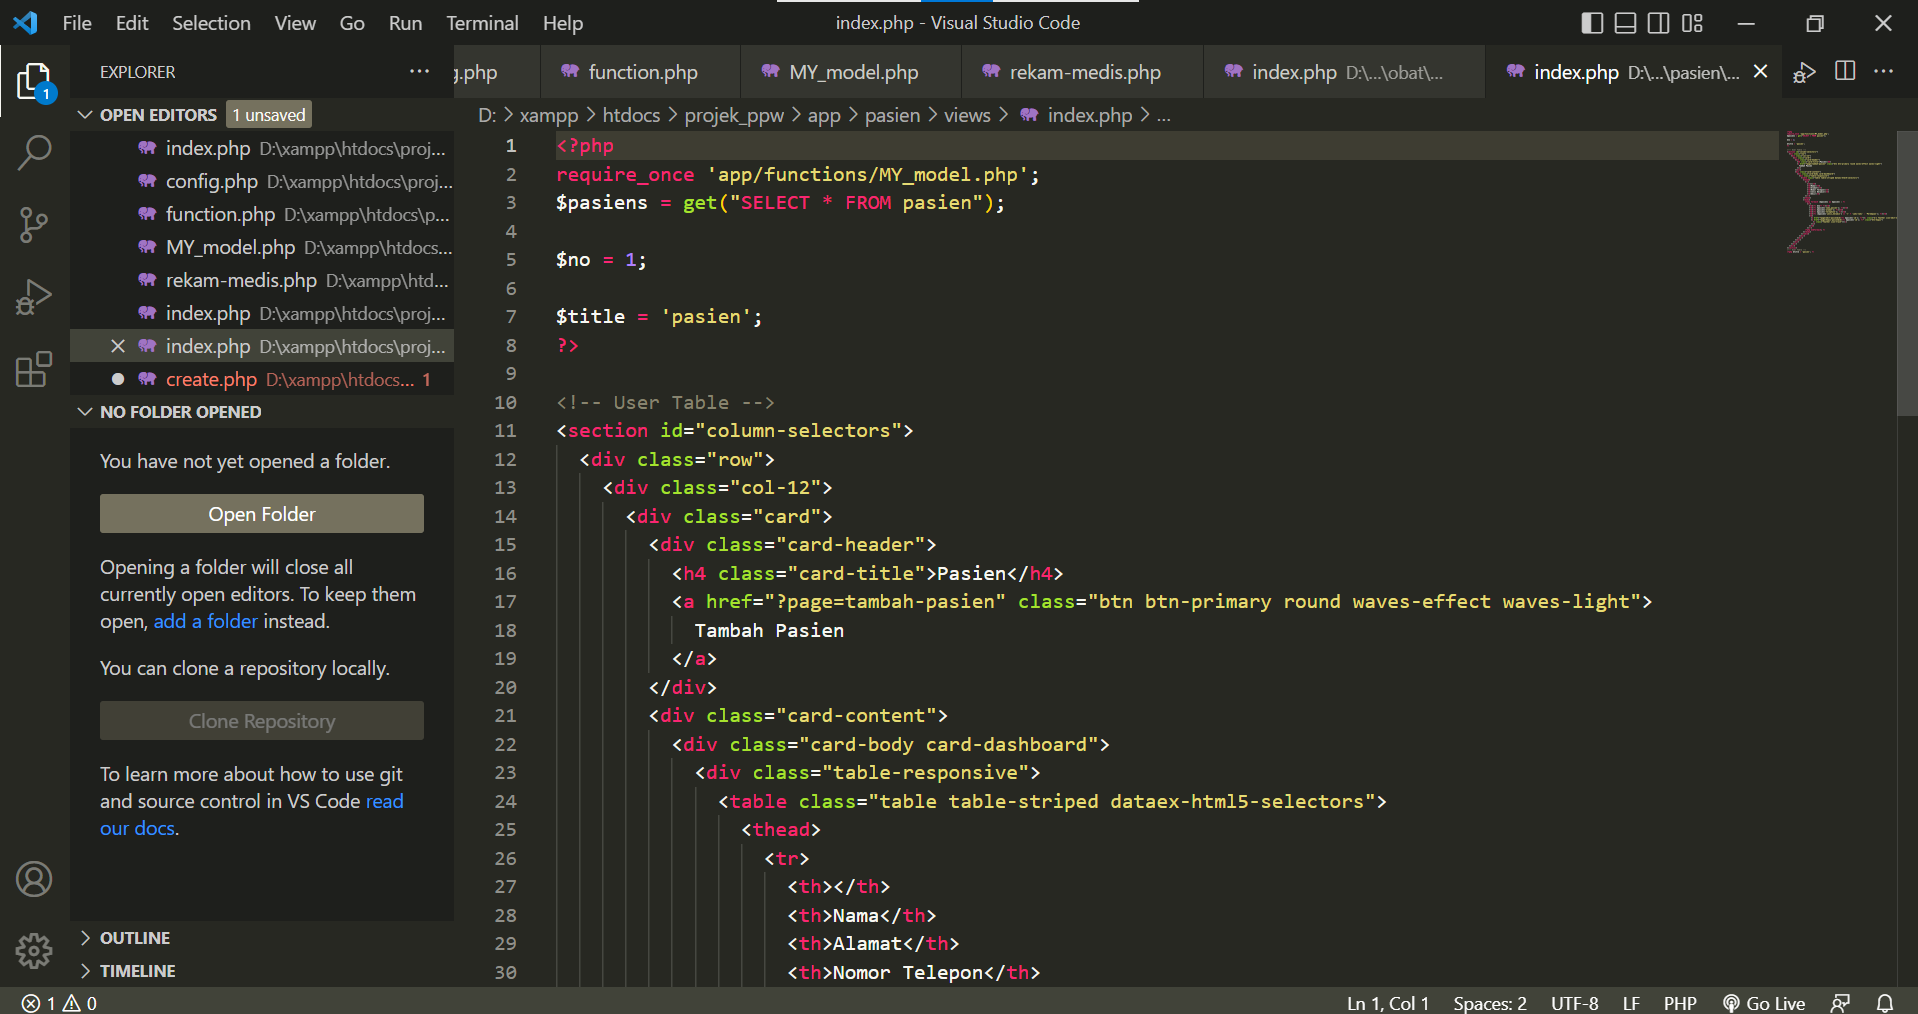 File Edit Selection View Go Run Terminal Help
index.php - Visual Studio Code
EXPLORER
OPEN EDITORS 1 unsaved
index.php D:\xampp\htdocs\proj...
config.php D:\xampp\htdocs\proj...
function.php D:\xampp\htdocs\p...
MY_model.php D:\xampp\htdocs...
rekam-medis.php D:\xampp\htd...
index.php D:\xampp\htdocs\proj...
index.php D:\xampp\htdocs\proj...
create.php D:\xampp\htdocs... 1
NO FOLDER OPENED
You have not yet opened a folder.
Open Folder
Opening a folder will close all
currently open editors. To keep them
open, add a folder instead.
You can clone a repository locally.
Clone Repository
To learn more about how to use git
and source control in VS Code read
our docs.
OUTLINE
TIMELINE
1
g.php function.php MY_model.php rekam-medis.php index.php D:\...\obat\... index.php D:\...\pasien\...
D: > xampp > htdocs > projek_ppw > app > pasien > views > index.php > ...
1 <?php
2 require_once 'app/functions/MY_model.php';
3 $pasiens = get("SELECT * FROM pasien");
4
5 $no = 1;
6
7 $title = 'pasien';
8 ?>
9
10 <!-- User Table -->
11 <section id="column-selectors">
12 <div class="row">
13 <div class="col-12">
14 <div class="card">
15 <div class="card-header">
16 <h4 class="card-title">Pasien</h4>
17 <a href="?page=tambah-pasien" class="btn btn-primary round waves-effect waves-light">
18 Tambah Pasien
19 </a>
20 </div>
21 <div class="card-content">
22 <div class="card-body card-dashboard">
23 <div class="table-responsive">
24 <table class="table table-striped dataex-html5-selectors">
25 <thead>
26 <tr>
27 <th></th>
28 <th>Nama</th>
29 <th>Alamat</th>
30 <th>Nomor Telepon</th>
1 0
Ln 1, Col 1 Spaces: 2 UTF-8 LF PHP Go Live